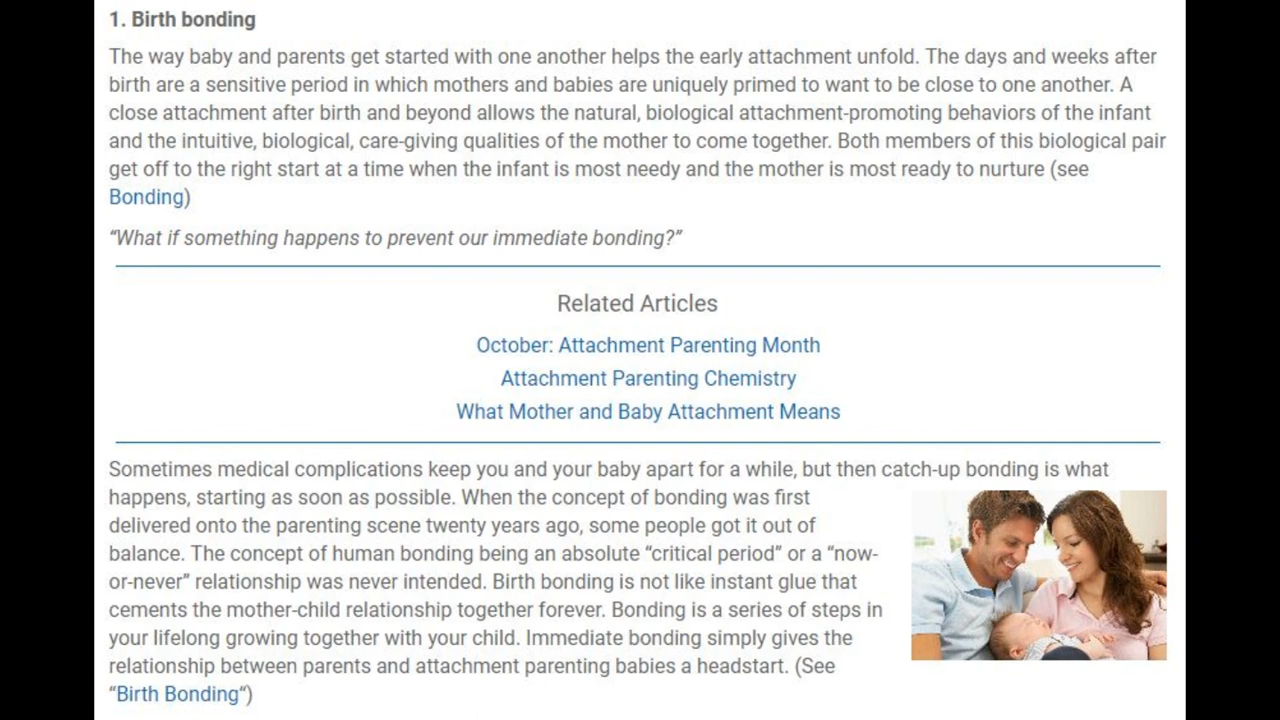 1. Birth bonding
The way baby and parents get started with one another helps the early attachment unfold. The days and weeks after
birth are a sensitive period in which mothers and babies are uniquely primed to want to be close to one another. A
close attachment after birth and beyond allows the natural, biological attachment-promoting behaviors of the infant
and the intuitive, biological, care-giving qualities of the mother to come together. Both members of this biological pair
get off to the right start at a time when the infant is most needy and the mother is most ready to nurture (see
Bonding)
“What if something happens to prevent our immediate bonding?”
Related Articles
October: Attachment Parenting Month
Attachment Parenting Chemistry
What Mother and Baby Attachment Means
Sometimes medical complications keep you and your baby apart for a while, but then catch-up bonding is what
happens, starting as soon as possible. When the concept of bonding was first
delivered onto the parenting scene twenty years ago, some people got it out of
balance. The concept of human bonding being an absolute “critical period” or a “now-
or-never” relationship was never intended. Birth bonding is not like instant glue that
cements the mother-child relationship together forever. Bonding is a series of steps in
your lifelong growing together with your child. Immediate bonding simply gives the
relationship between parents and attachment parenting babies a headstart. (See
“Birth Bonding“)